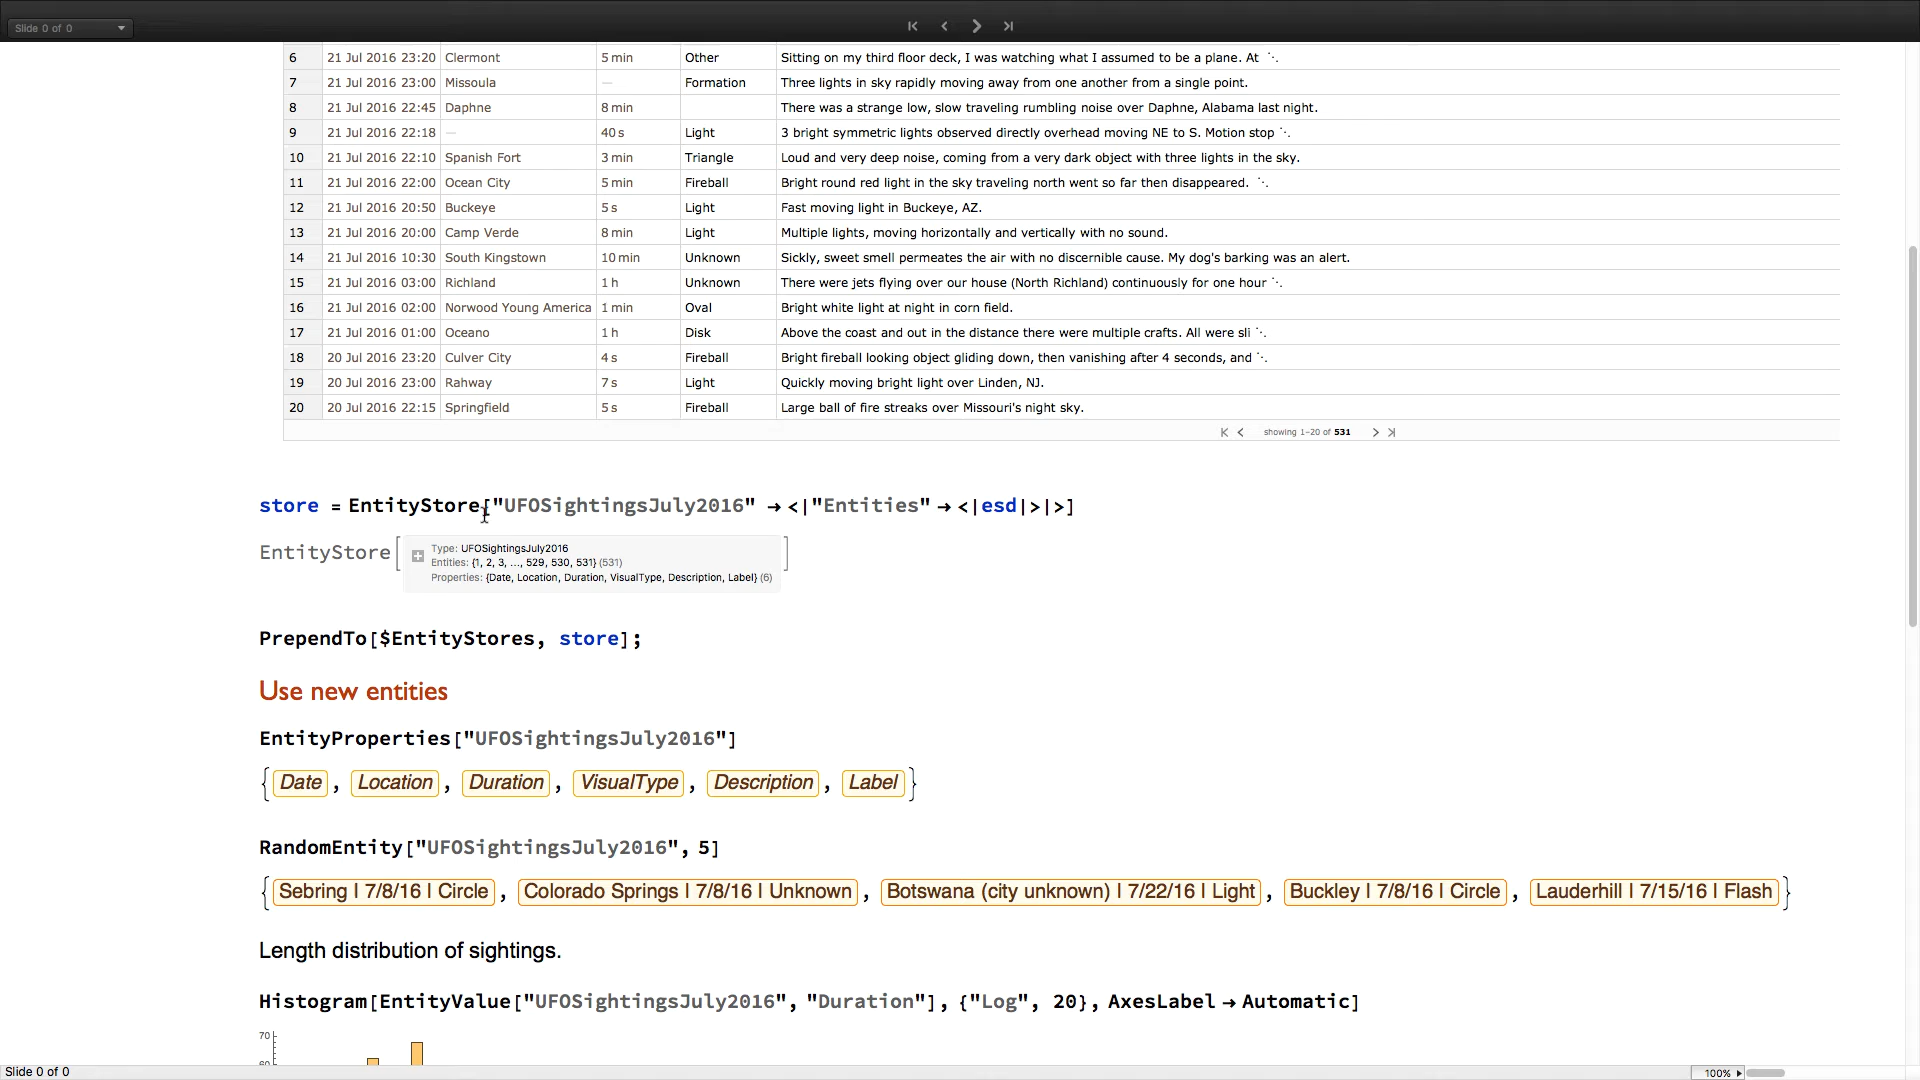 Slide 0 of 0
6 21 Jul 2016 23:20 Clermont 5 min Other Sitting on my third floor deck, I was watching what I assumed to be a plane. At ⋱
7 21 Jul 2016 23:00 Missoula — Formation Three lights in sky rapidly moving away from one another from a single point.
8 21 Jul 2016 22:45 Daphne 8 min There was a strange low, slow traveling rumbling noise over Daphne, Alabama last night.
9 21 Jul 2016 22:18 — 40 s Light 3 bright symmetric lights observed directly overhead moving NE to S. Motion stop ⋱
10 21 Jul 2016 22:10 Spanish Fort 3 min Triangle Loud and very deep noise, coming from a very dark object with three lights in the sky.
11 21 Jul 2016 22:00 Ocean City 5 min Fireball Bright round red light in the sky traveling north went so far then disappeared. ⋱
12 21 Jul 2016 20:50 Buckeye 5 s Light Fast moving light in Buckeye, AZ.
13 21 Jul 2016 20:00 Camp Verde 8 min Light Multiple lights, moving horizontally and vertically with no sound.
14 21 Jul 2016 10:30 South Kingstown 10 min Unknown Sickly, sweet smell permeates the air with no discernible cause. My dog's barking was an alert.
15 21 Jul 2016 03:00 Richland 1 h Unknown There were jets flying over our house (North Richland) continuously for one hour ⋱
16 21 Jul 2016 02:00 Norwood Young America 1 min Oval Bright white light at night in corn field.
17 21 Jul 2016 01:00 Oceano 1 h Disk Above the coast and out in the distance there were multiple crafts. All were sli ⋱
18 20 Jul 2016 23:20 Culver City 4 s Fireball Bright fireball looking object gliding down, then vanishing after 4 seconds, and ⋱
19 20 Jul 2016 23:00 Rahway 7 s Light Quickly moving bright light over Linden, NJ.
20 20 Jul 2016 22:15 Springfield 5 s Fireball Large ball of fire streaks over Missouri's night sky.
showing 1–20 of 531
store = EntityStore["UFOSightingsJuly2016" → <|"Entities" → <|esd|>|>]
EntityStore[
Type: UFOSightingsJuly2016
Entities: {1, 2, 3, ..., 529, 530, 531} (531)
Properties: {Date, Location, Duration, VisualType, Description, Label} (6)
]
PrependTo[$EntityStores, store];
Use new entities
EntityProperties["UFOSightingsJuly2016"]
{Date, Location, Duration, VisualType, Description, Label}
RandomEntity["UFOSightingsJuly2016", 5]
{Sebring | 7/8/16 | Circle, Colorado Springs | 7/8/16 | Unknown, Botswana (city unknown) | 7/22/16 | Light, Buckley | 7/8/16 | Circle, Lauderhill | 7/15/16 | Flash}
Length distribution of sightings.
Histogram[EntityValue["UFOSightingsJuly2016", "Duration"], {"Log", 20}, AxesLabel → Automatic]
70
60
Slide 0 of 0
100%